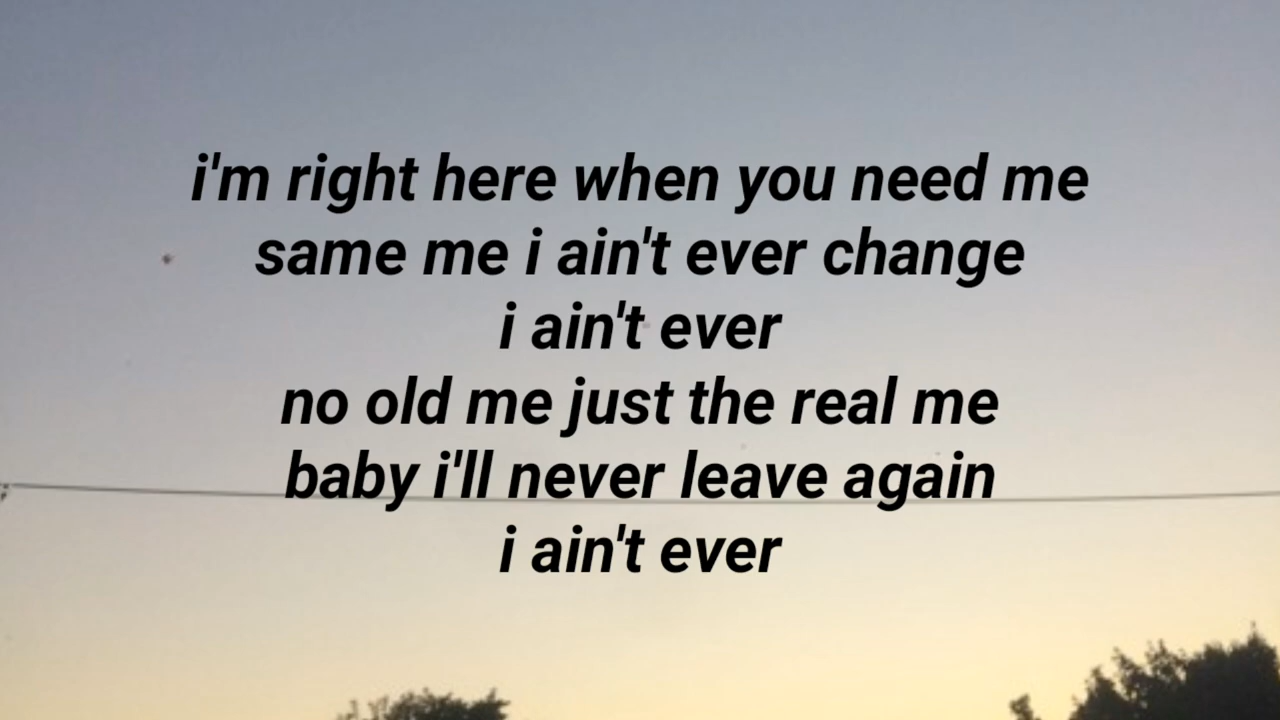 i'm right here when you need me
same me i ain't ever change
i ain't ever
no old me just the real me
baby i'll never leave again
i ain't ever